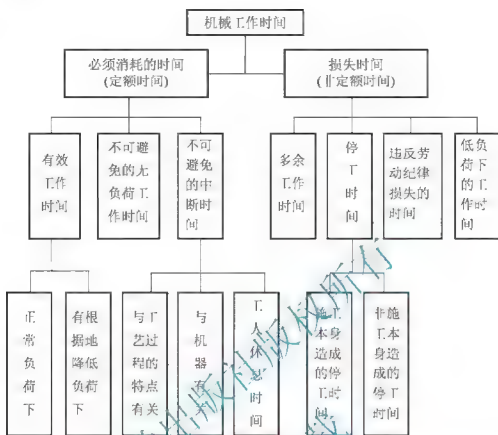 机械工作时间
必须消耗的时间
(定额时间)
损失时间
(非定额时间)
有效
工作
时间
不可避
免的无
负荷工
作时间
不可
避免
的中
断时
间
多余
工作
时间
停
工
时
间
违反劳
动纪律
损失的
时间
低负
荷下
的工
作时
间
正
常
负
荷
下
有根
据地
降低
负荷
下
与工
艺过
程的
特点
有关
与
机
器
有
关
工
人
休
息
时
间
施工
本身
造成
的停
工时
间
非施
工本
身造
成的
停工
时间
出版社版权所有